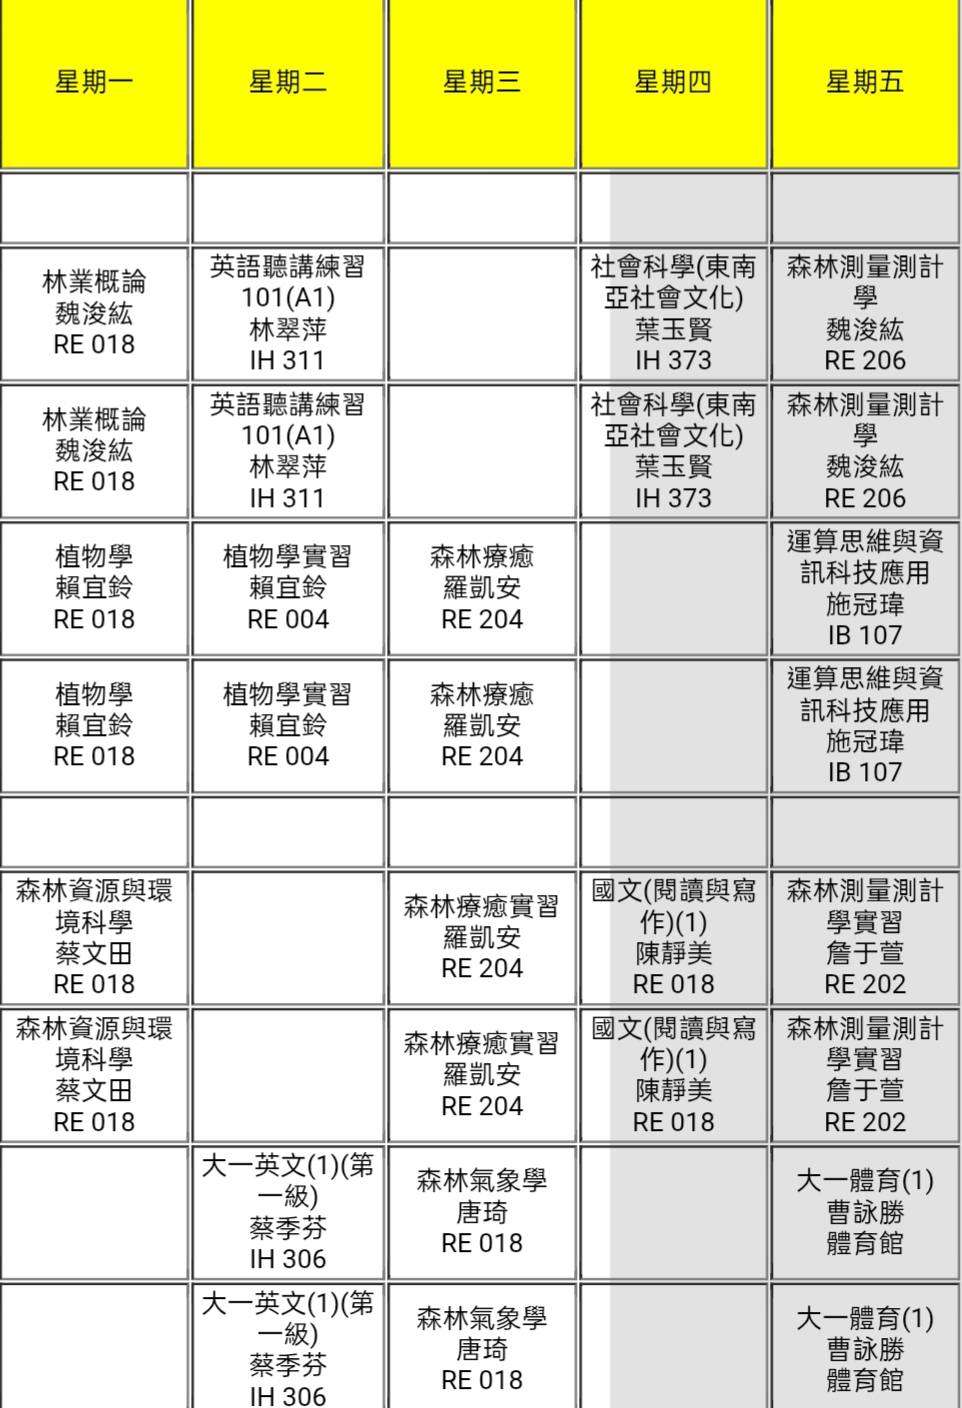 星期一
星期二
星期三
星期四
星期五
林業概論
魏浚紘
RE 018
英語聽講練習
101(A1)
林翠萍
IH 311
社會科學(東南
亞社會文化)
葉玉賢
IH 373
森林測量測計
學
魏浚紘
RE 206
林業概論
魏浚紘
RE 018
英語聽講練習
101(A1)
林翠萍
IH 311
社會科學(東南
亞社會文化)
葉玉賢
IH 373
森林測量測計
學
魏浚紘
RE 206
植物學
賴宜鈴
RE 018
植物學實習
賴宜鈴
RE 004
森林療癒
羅凱安
RE 204
運算思維與資
訊科技應用
施冠瑋
IB 107
植物學
賴宜鈴
RE 018
植物學實習
賴宜鈴
RE 004
森林療癒
羅凱安
RE 204
運算思維與資
訊科技應用
施冠瑋
IB 107
森林資源與環
境科學
蔡文田
RE 018
森林療癒實習
羅凱安
RE 204
國文(閱讀與寫
作)(1)
陳靜美
RE 018
森林測量測計
學實習
詹于萱
RE 202
森林資源與環
境科學
蔡文田
RE 018
森林療癒實習
羅凱安
RE 204
國文(閱讀與寫
作)(1)
陳靜美
RE 018
森林測量測計
學實習
詹于萱
RE 202
大一英文(1)(第
一級)
蔡季芬
IH 306
森林氣象學
唐琦
RE 018
大一體育(1)
曹詠勝
體育館
大一英文(1)(第
一級)
蔡季芬
IH 306
森林氣象學
唐琦
RE 018
大一體育(1)
曹詠勝
體育館